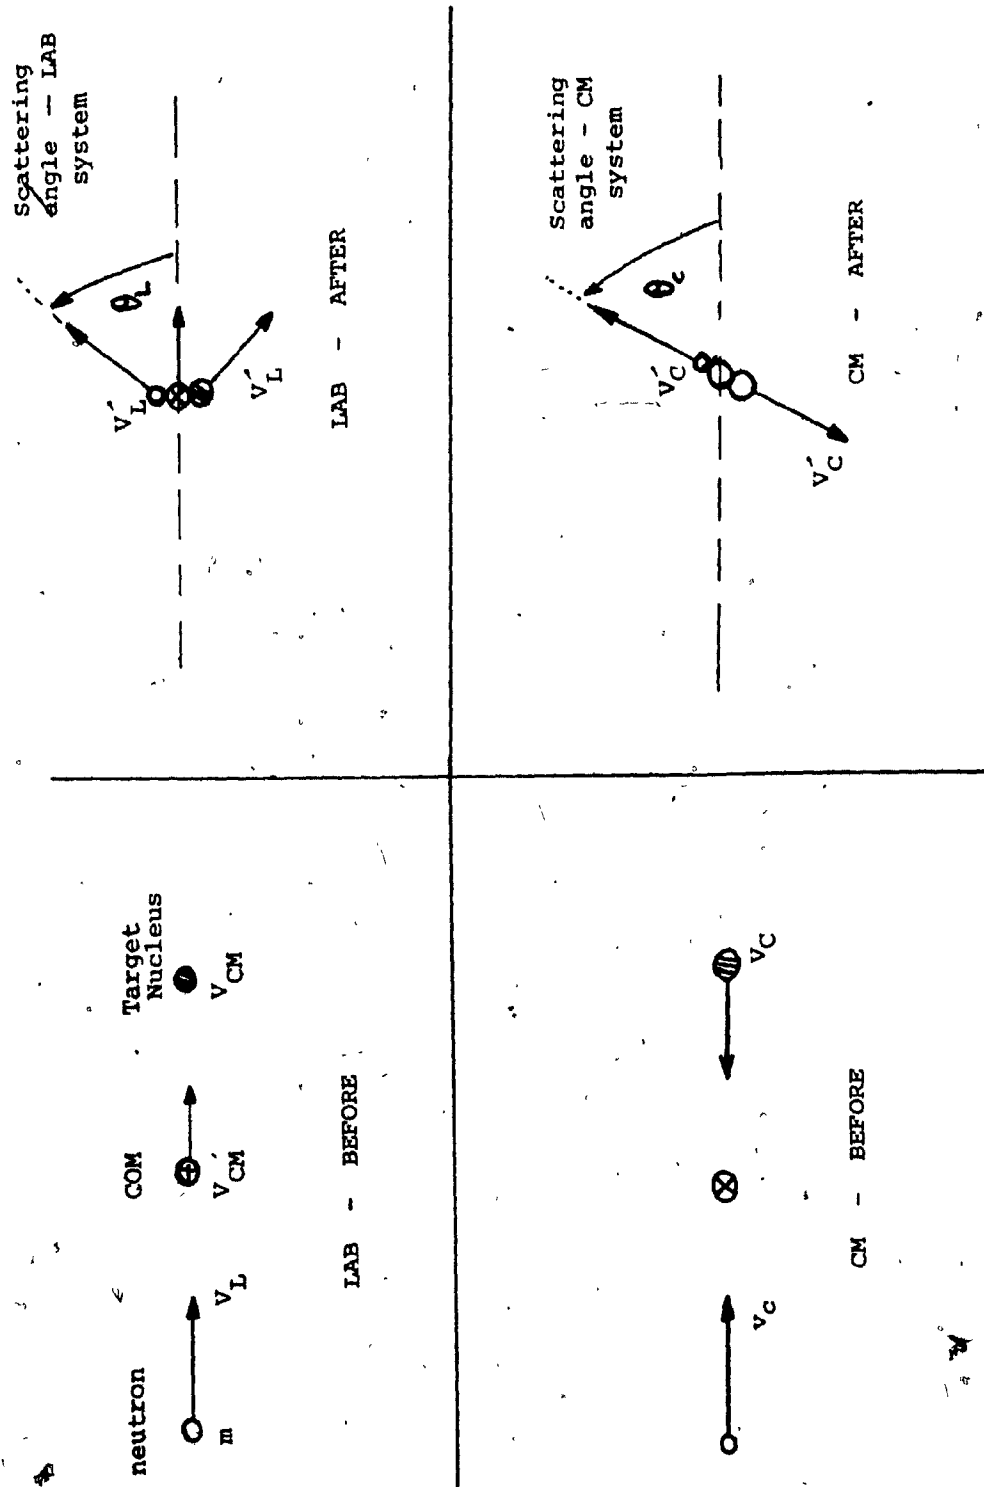 neutron
m
V_L
COM
V_CM
Target
Nucleus
V_CM
LAB - BEFORE
V´_L
V´_L
θ_L
Scattering
angle - LAB
system
LAB - AFTER
v_C
v_C
CM - BEFORE
V´_C
V´_C
θ_c
Scattering
angle - CM
system
CM - AFTER